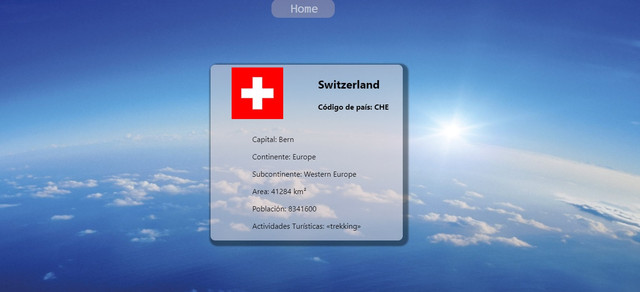 Home
Switzerland
Código de país: CHE
Capital: Bern
Continente: Europe
Subcontinente: Western Europe
Area: 41284 km²
Población: 8341600
Actividades Turísticas: «trekking»